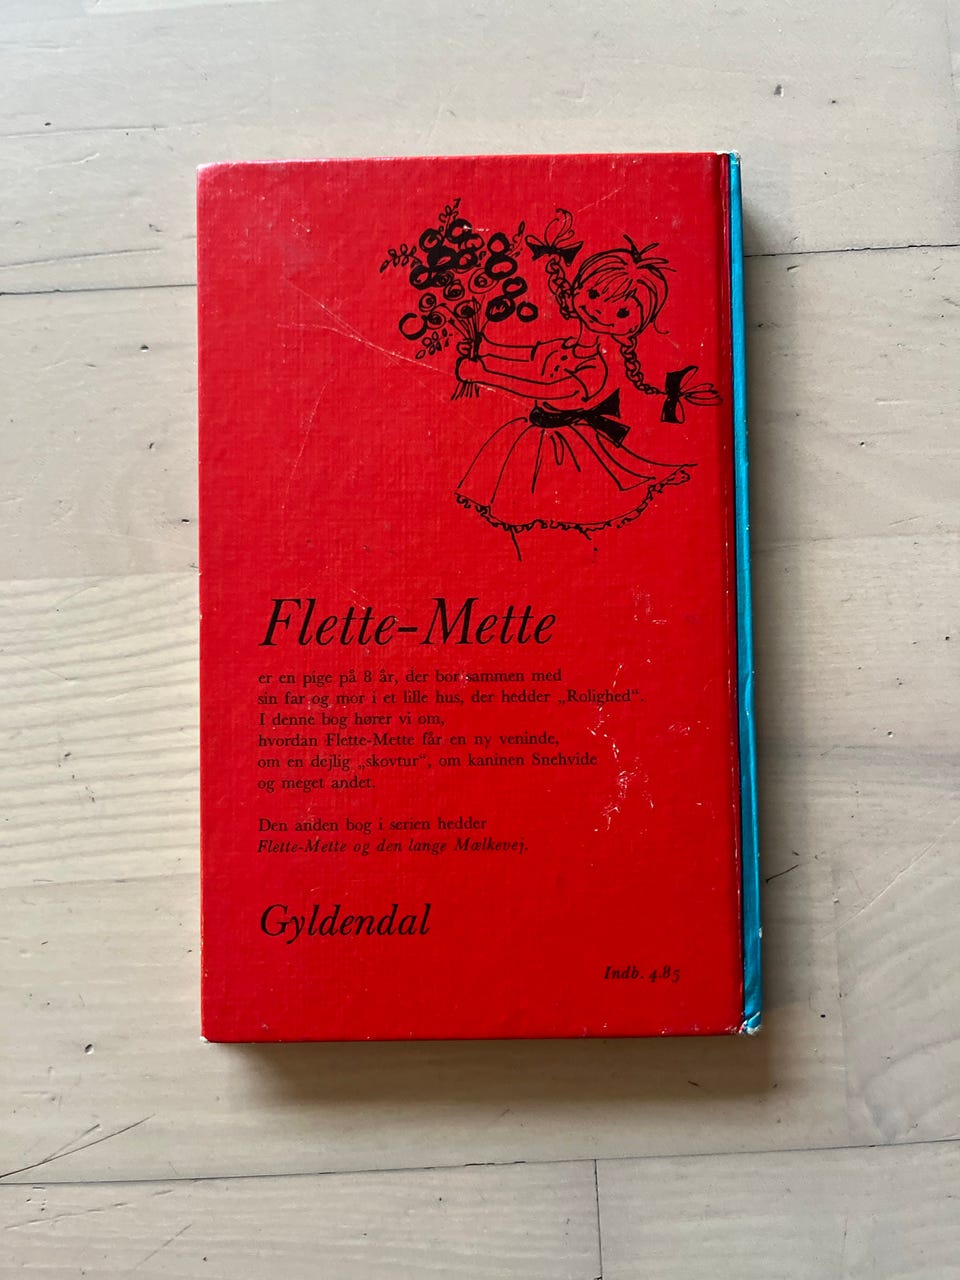 Flette-Mette
er en pige på 8 år, der bor sammen med
sin far og mor i et lille hus, der hedder „Rolighed“.
I denne bog hører vi om,
hvordan Flette-Mette får en ny veninde,
om en dejlig „skovtur“, om kaninen Snehvide
og meget andet.
Den anden bog i serien hedder
Flette-Mette og den lange Mælkevej.
Gyldendal
Indb. 4.85